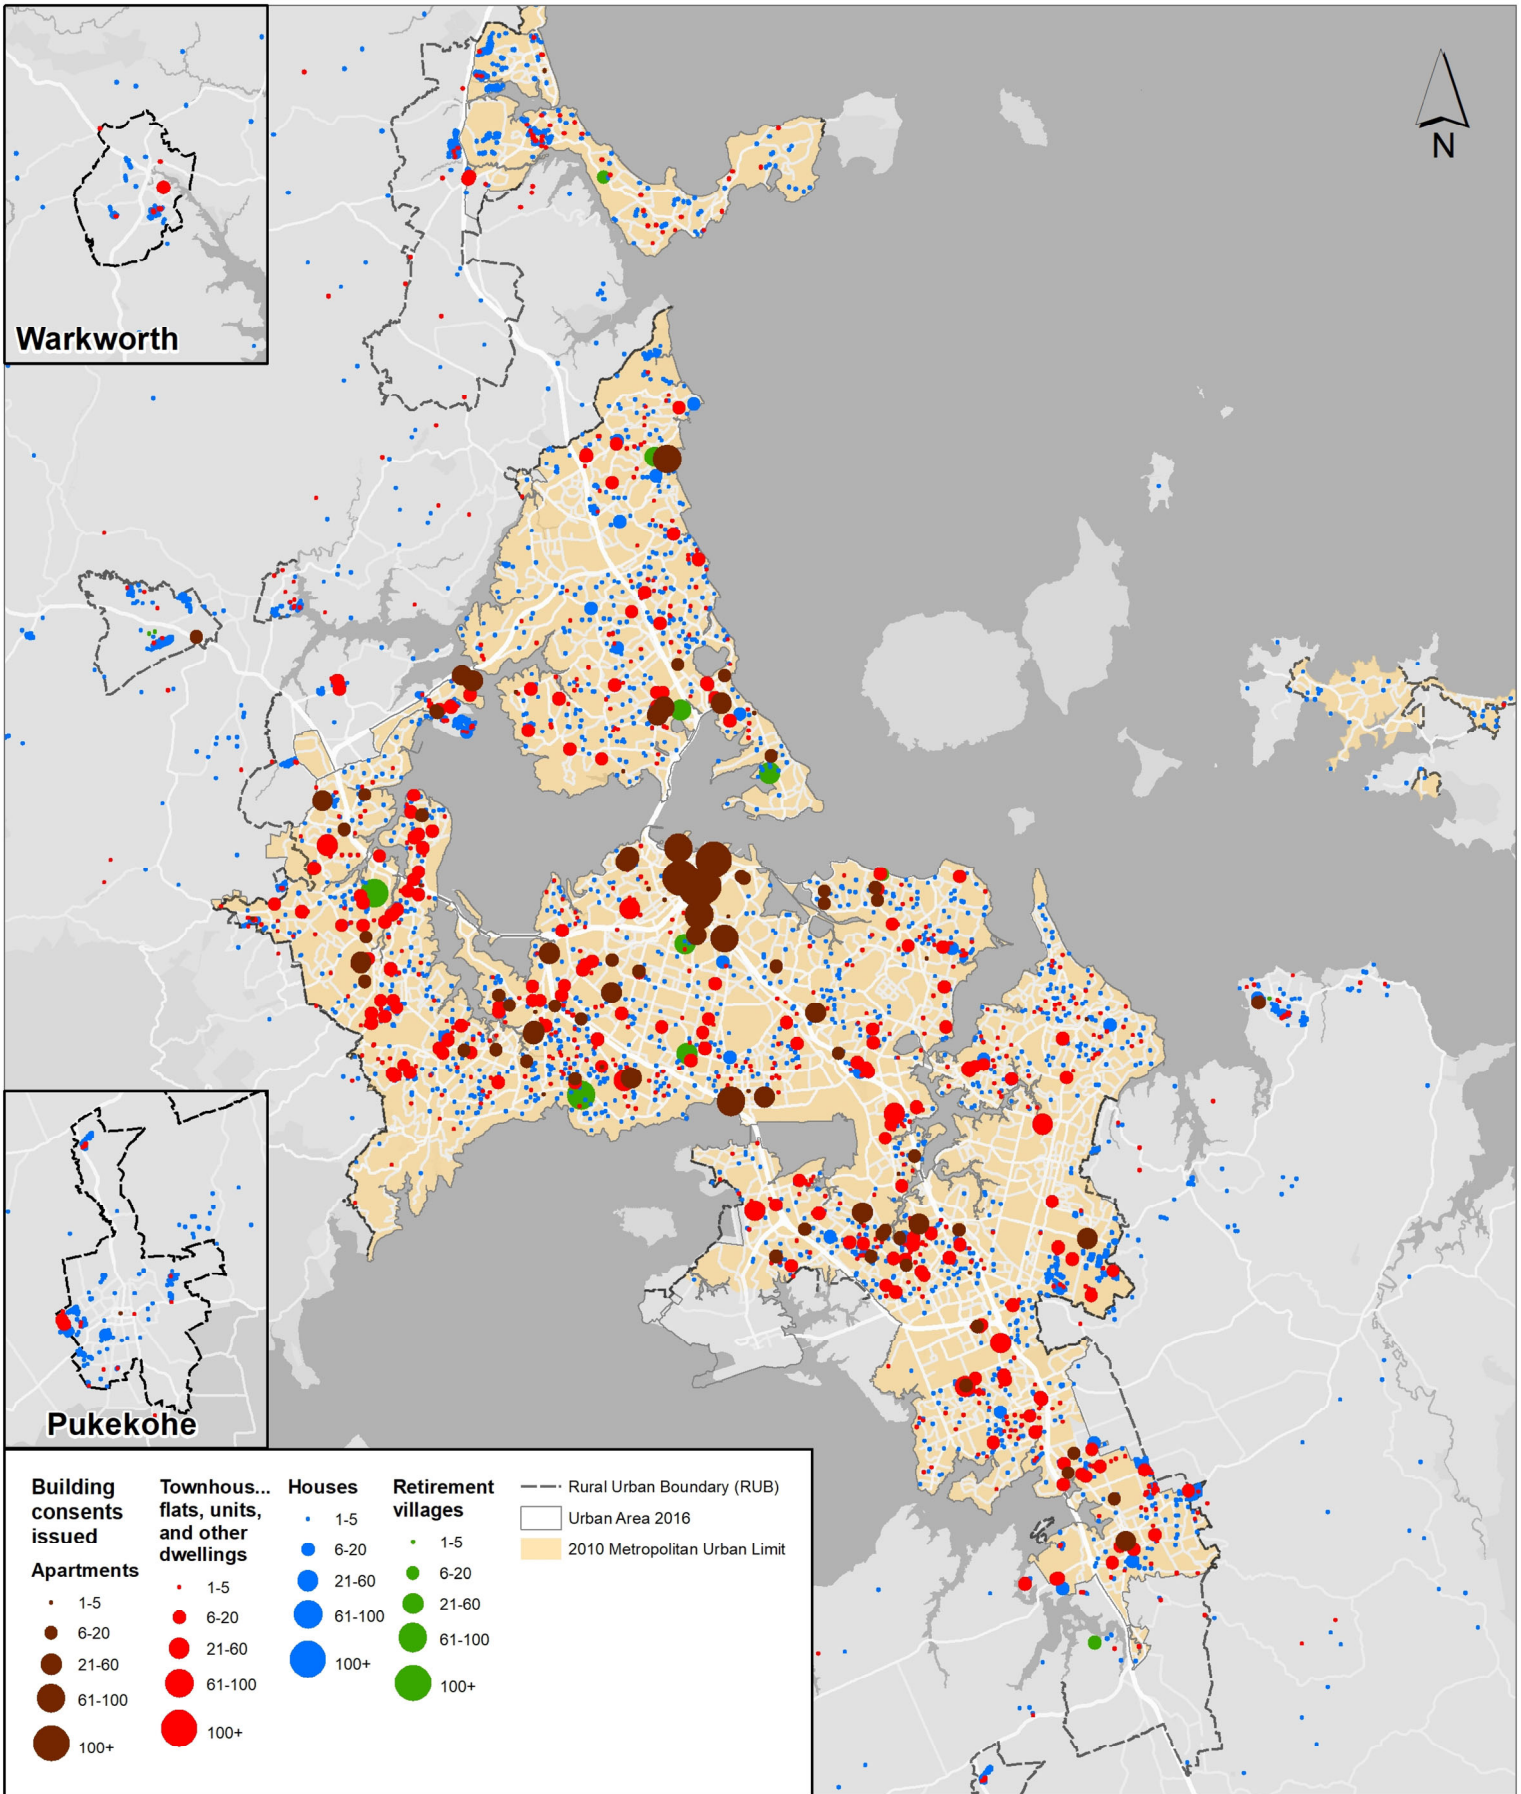 N
Warkworth
Pukekohe
Building
consents
issued
Apartments
1-5
6-20
21-60
61-100
100+
Townhous...
flats, units,
and other
dwellings
1-5
6-20
21-60
61-100
100+
Houses
1-5
6-20
21-60
61-100
100+
Retirement
villages
1-5
6-20
21-60
61-100
100+
Rural Urban Boundary (RUB)
Urban Area 2016
2010 Metropolitan Urban Limit